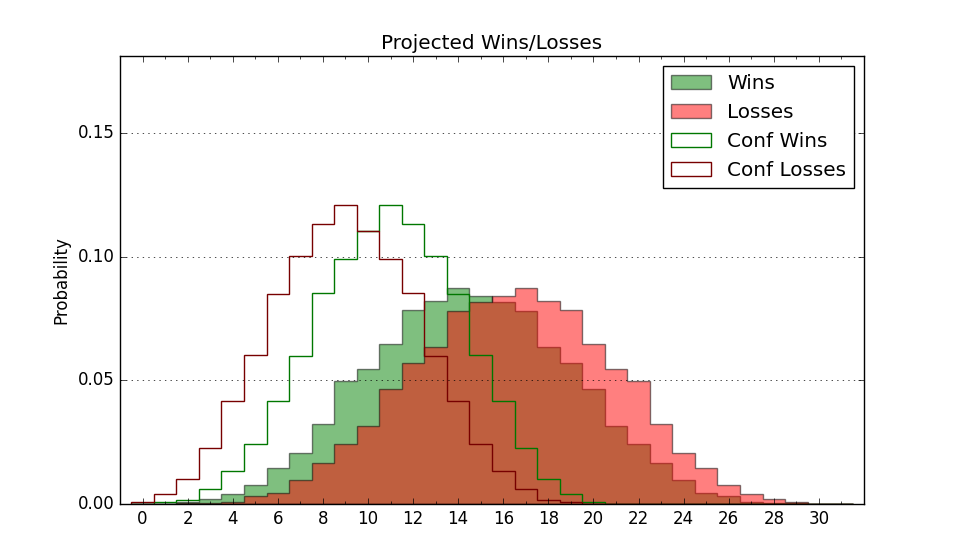 Projected Wins/Losses
Wins
Losses
Conf Wins
Conf Losses
Probability
0.15
0.10
0.05
0.00
0 2 4 6 8 10 12 14 16 18 20 22 24 26 28 30